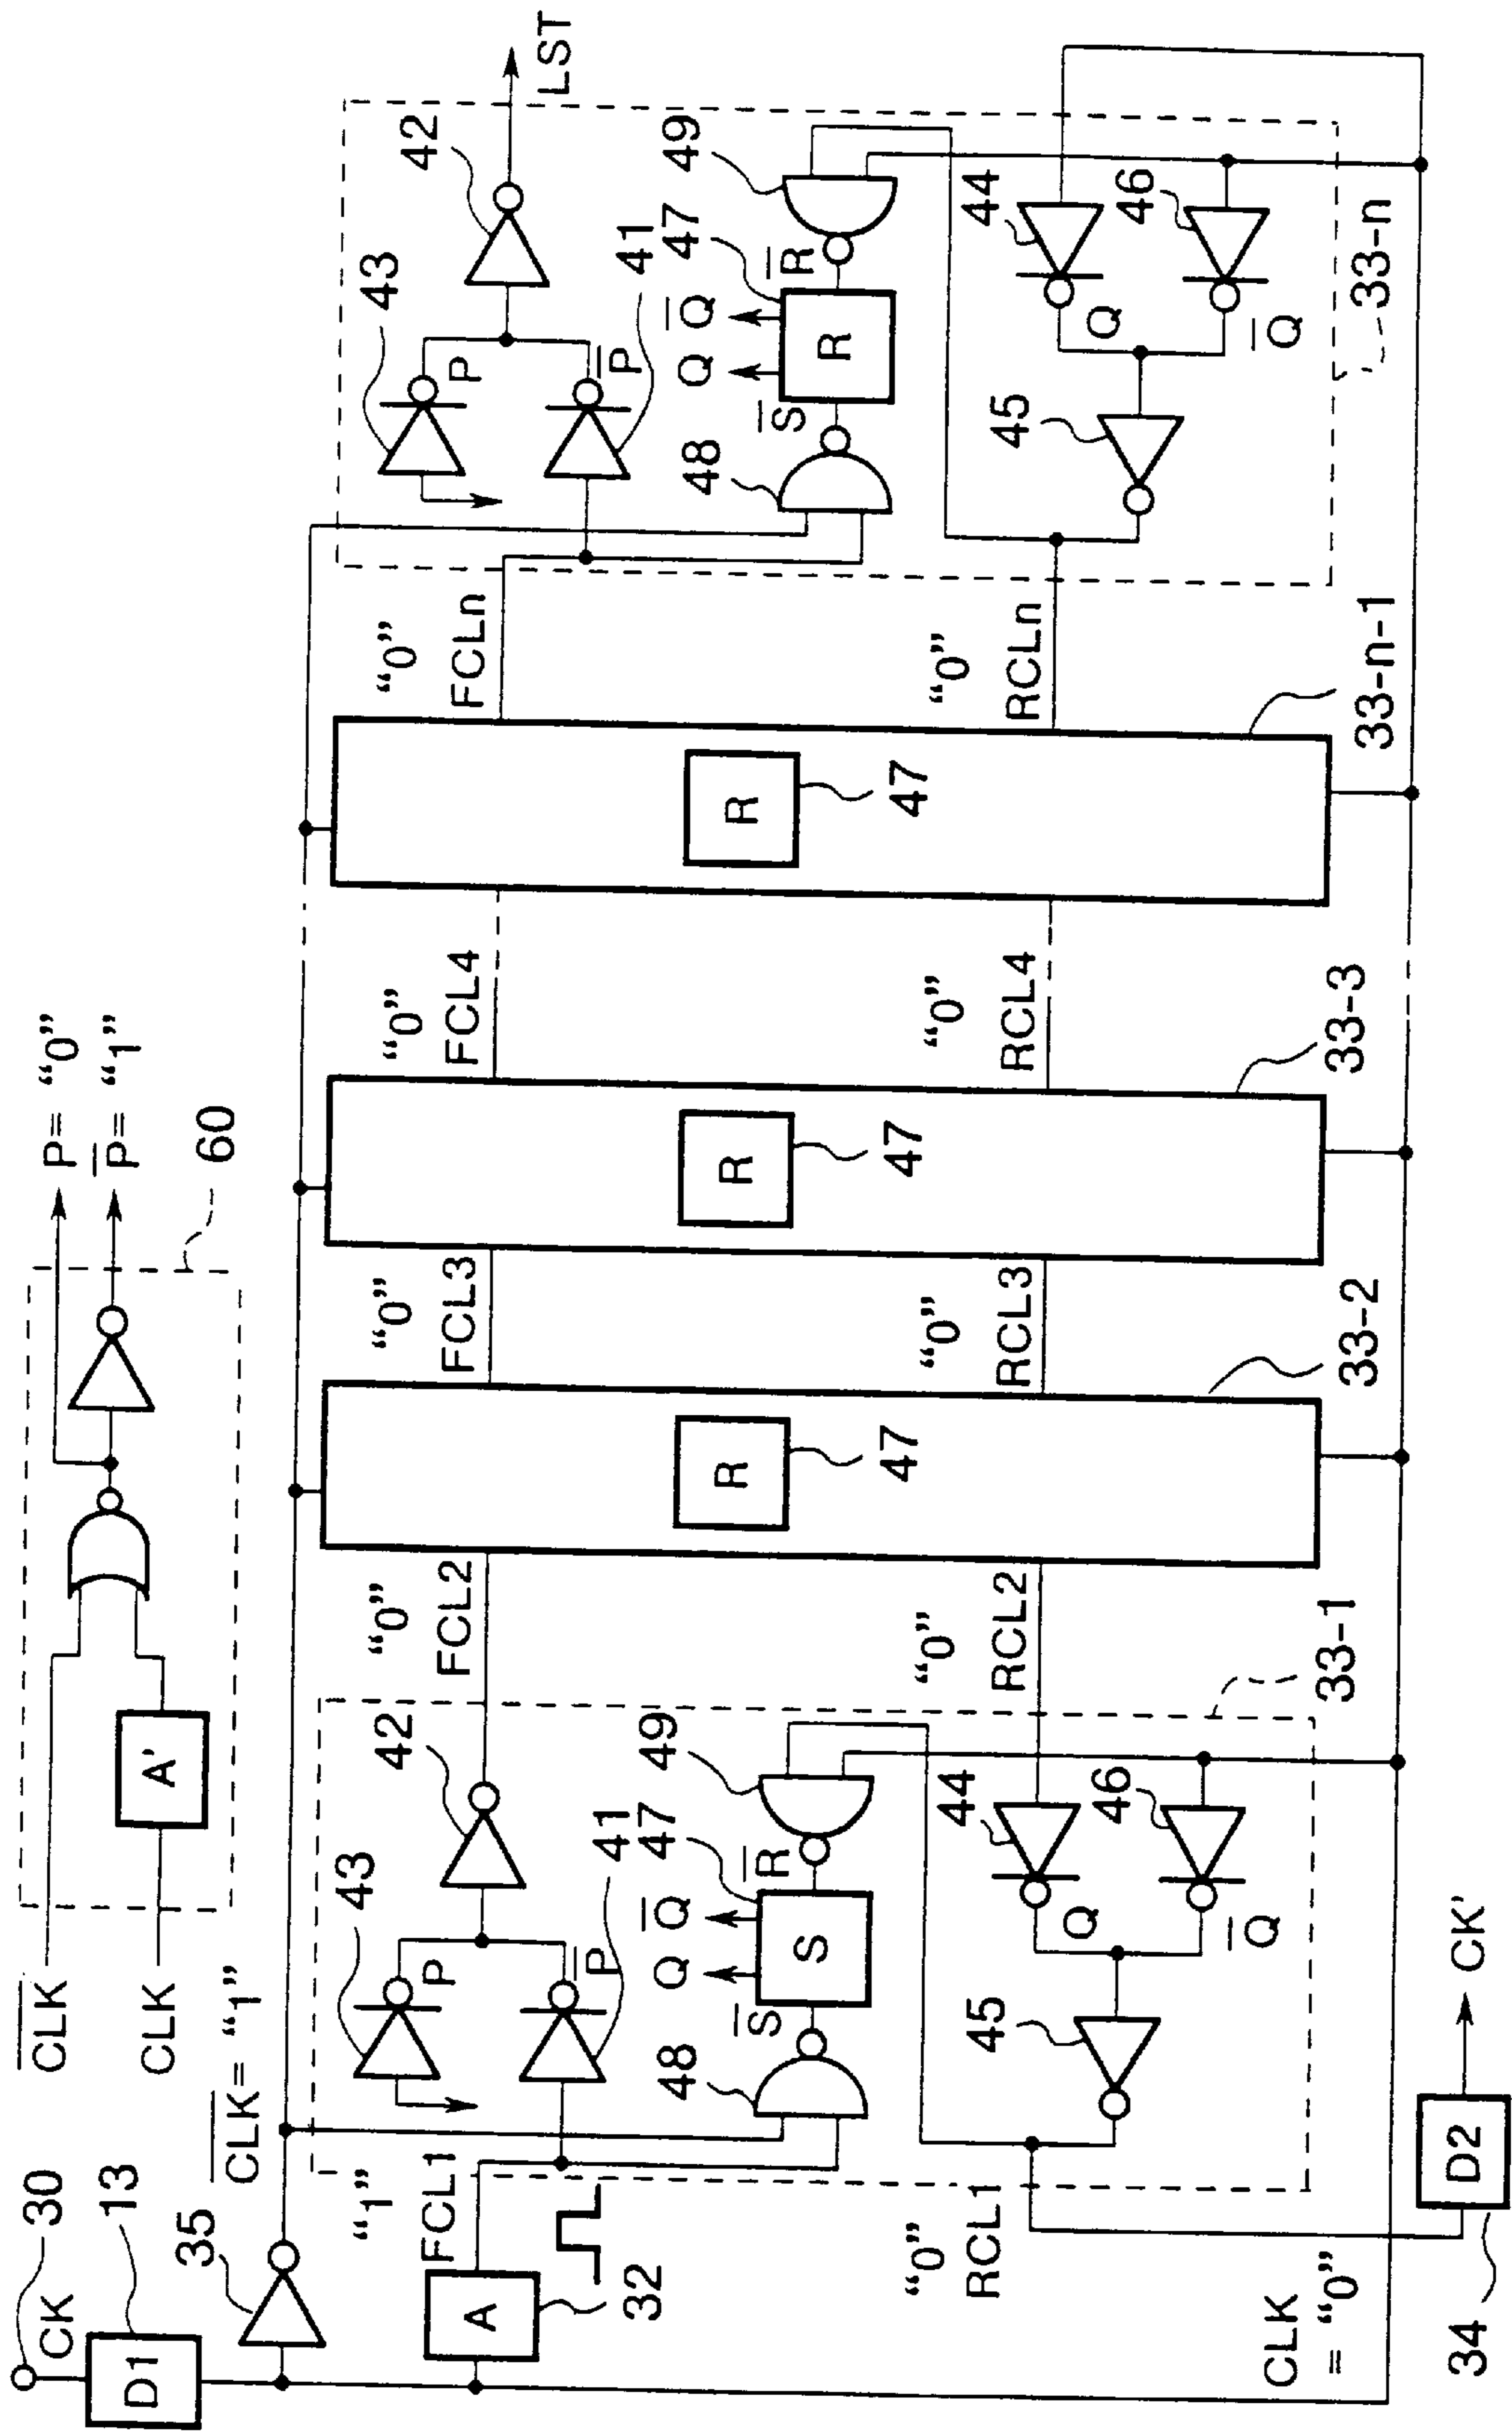 30
CK
13
D1
35
CLK = “1”
CLK
CLK
A'
60
P= “0”
P= “1”
A
32
“1”
FCL1
43
P
41
P
42
48
S
S
Q
Q
47
R
49
44
Q
46
Q
45
33-1
“0”
RCL1
CLK
= “0”
34
D2
CK'
“0”
FCL2
“0”
RCL2
R
47
33-2
“0”
FCL3
“0”
RCL3
R
47
33-3
“0”
FCL4
“0”
RCL4
R
47
33-n-1
“0”
FCLn
“0”
RCLn
43
P
41
P
42
LST
48
S
R
Q
Q
47
R
49
44
Q
46
Q
45
33-n